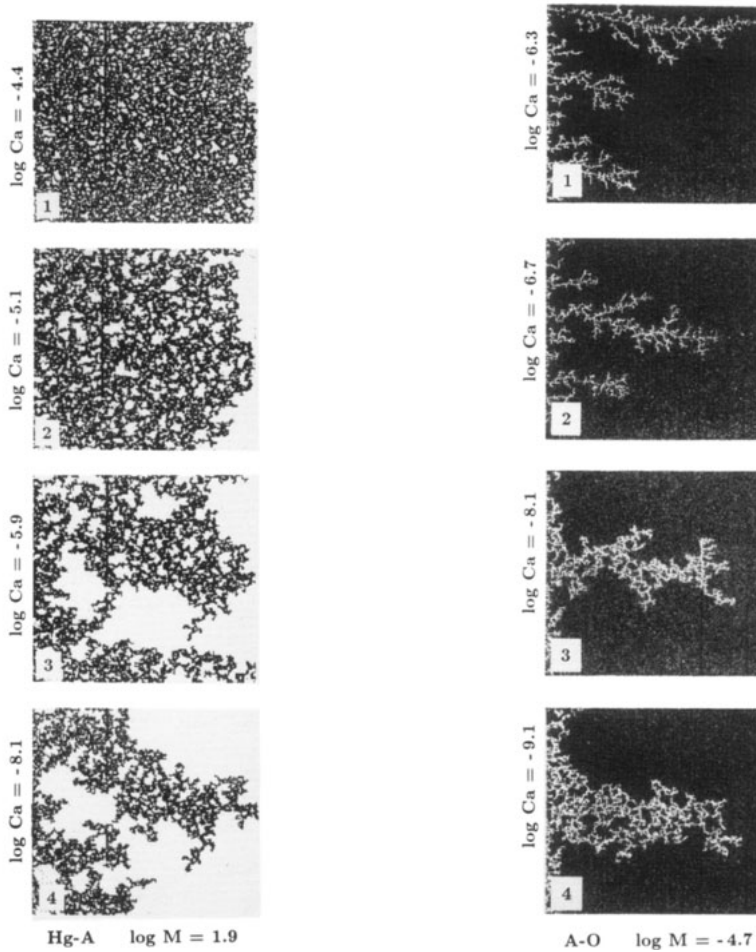 log Ca = -4.4
1
log Ca = -5.1
2
log Ca = -5.9
3
log Ca = -8.1
4
Hg-A log M = 1.9
log Ca = -6.3
1
log Ca = -6.7
2
log Ca = -8.1
3
log Ca = -9.1
4
A-O log M = -4.7